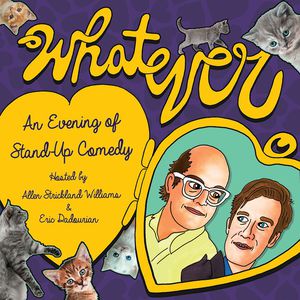 Whatever
An Evening of
Stand-Up Comedy
Hosted by
Allen Strickland Williams
&
Eric Dadourian